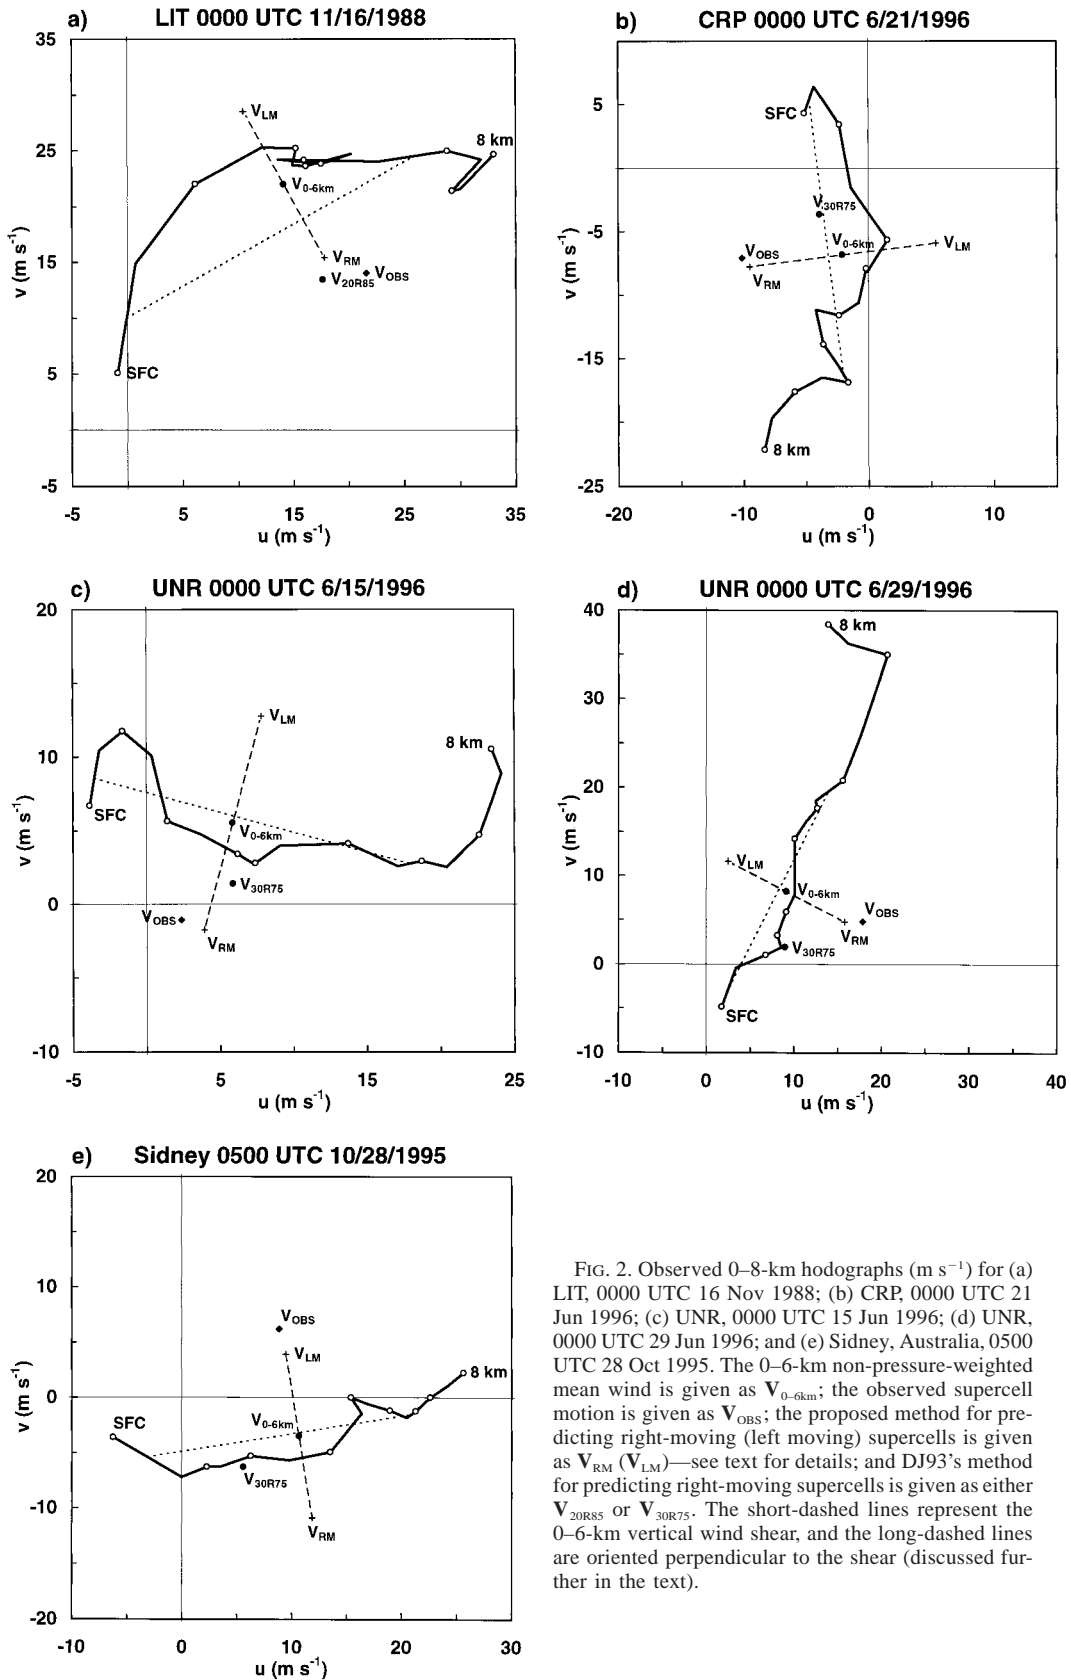 a) LIT 0000 UTC 11/16/1988
35
25
15
5
-5
-5 5 15 25 35
v (m s⁻¹)
u (m s⁻¹)
V_LM
8 km
V_0-6km
V_RM
V_OBS
V_20R85
SFC
b) CRP 0000 UTC 6/21/1996
5
-5
-15
-25
-20 -10 0 10
v (m s⁻¹)
u (m s⁻¹)
SFC
V_30R75
V_0-6km
V_LM
V_OBS
V_RM
8 km
c) UNR 0000 UTC 6/15/1996
20
10
0
-10
-5 5 15 25
v (m s⁻¹)
u (m s⁻¹)
V_LM
8 km
SFC
V_0-6km
V_30R75
V_OBS
V_RM
d) UNR 0000 UTC 6/29/1996
40
30
20
10
0
-10
0 10 20 30 40
v (m s⁻¹)
u (m s⁻¹)
8 km
V_LM
V_0-6km
V_OBS
V_RM
V_30R75
SFC
e) Sidney 0500 UTC 10/28/1995
20
10
0
-10
-20
-10 0 10 20 30
v (m s⁻¹)
u (m s⁻¹)
V_OBS
V_LM
8 km
SFC
V_0-6km
V_30R75
V_RM
FIG. 2. Observed 0–8-km hodographs (m s⁻¹) for (a)
LIT, 0000 UTC 16 Nov 1988; (b) CRP, 0000 UTC 21
Jun 1996; (c) UNR, 0000 UTC 15 Jun 1996; (d) UNR,
0000 UTC 29 Jun 1996; and (e) Sidney, Australia, 0500
UTC 28 Oct 1995. The 0–6-km non-pressure-weighted
mean wind is given as V_0–6km; the observed supercell
motion is given as V_OBS; the proposed method for pre-
dicting right-moving (left moving) supercells is given
as V_RM (V_LM)—see text for details; and DJ93's method
for predicting right-moving supercells is given as either
V_20R85 or V_30R75. The short-dashed lines represent the
0–6-km vertical wind shear, and the long-dashed lines
are oriented perpendicular to the shear (discussed fur-
ther in the text).